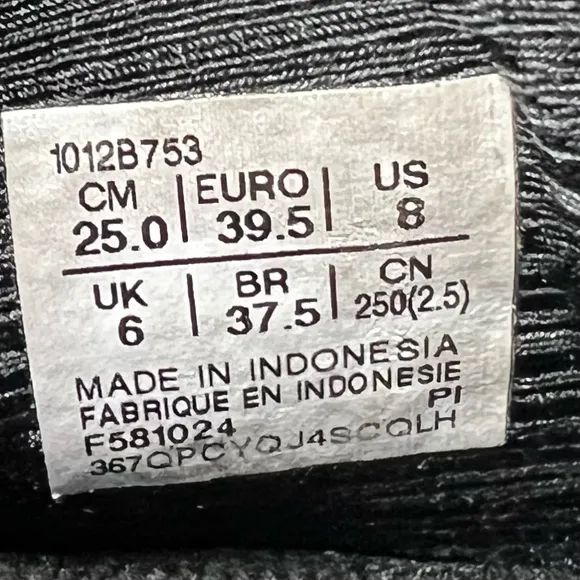 1012B753
CM | EURO | US
25.0 | 39.5 | 8
UK | BR | CN
6 | 37.5 | 250(2.5)
MADE IN INDONESIA
FABRIQUE EN INDONESIE
F581024 PI
367QPCYQJ4SCQLH